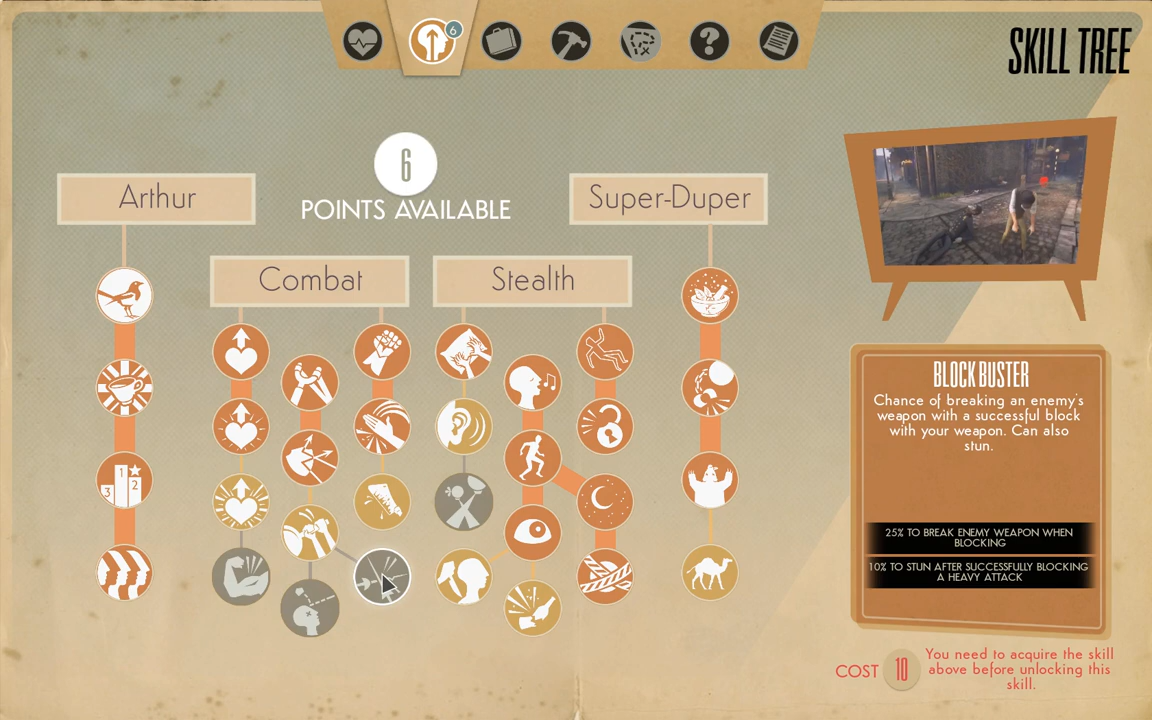 6
SKILL TREE
6
POINTS AVAILABLE
Arthur
Super-Duper
Combat
Stealth
1
2
3
BLOCKBUSTER
Chance of breaking an enemy's
weapon with a successful block
with your weapon. Can also
stun.
25% TO BREAK ENEMY WEAPON WHEN
BLOCKING
10% TO STUN AFTER SUCCESSFULLY BLOCKING
A HEAVY ATTACK
COST 10
You need to acquire the skill
above before unlocking this
skill.